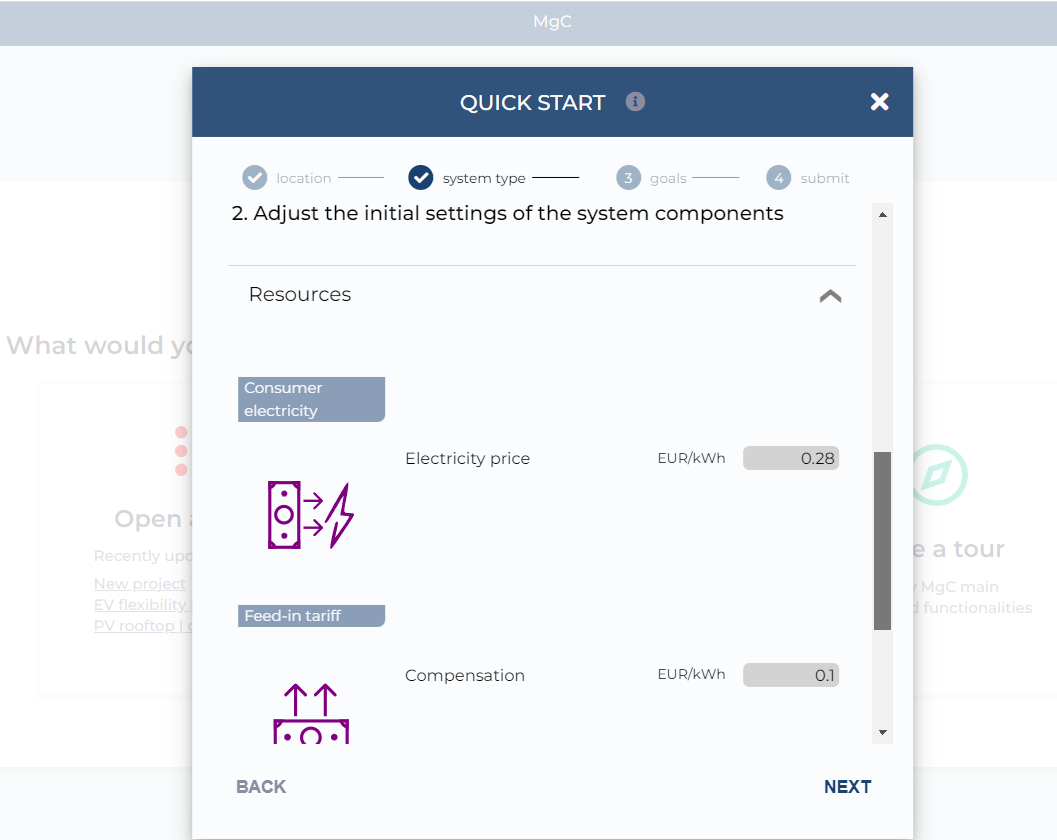 MgC
QUICK START
location
system type
3
goals
4
submit
2. Adjust the initial settings of the system components
Resources
What would yo
Consumer
electricity
Electricity price
EUR/kWh
0.28
Open
e a tour
Recently upd
New project
EV flexibility
PV rooftop |
MgC main
functionalities
Feed-in tariff
Compensation
EUR/kWh
0.1
BACK
NEXT